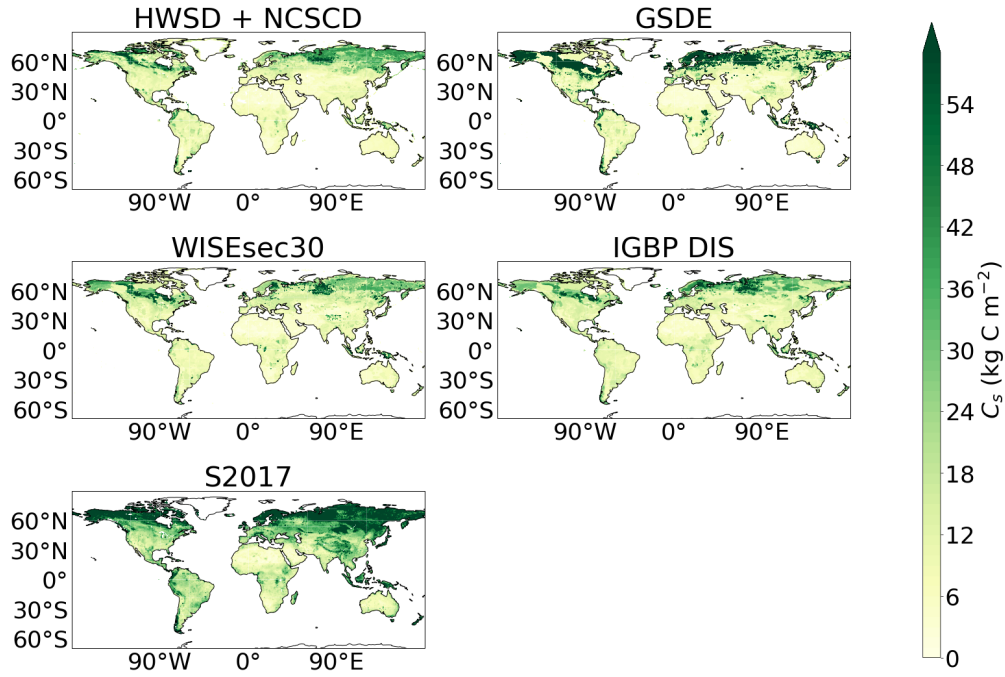 HWSD + NCSCD
60°N
30°N
0°
30°S
60°S
90°W 0° 90°E
GSDE
60°N
30°N
0°
30°S
60°S
90°W 0° 90°E
WISEsec30
60°N
30°N
0°
30°S
60°S
90°W 0° 90°E
IGBP DIS
60°N
30°N
0°
30°S
60°S
90°W 0° 90°E
S2017
60°N
30°N
0°
30°S
60°S
90°W 0° 90°E
54
48
42
36
30
24
18
12
6
0
Cₛ (kg C m⁻²)